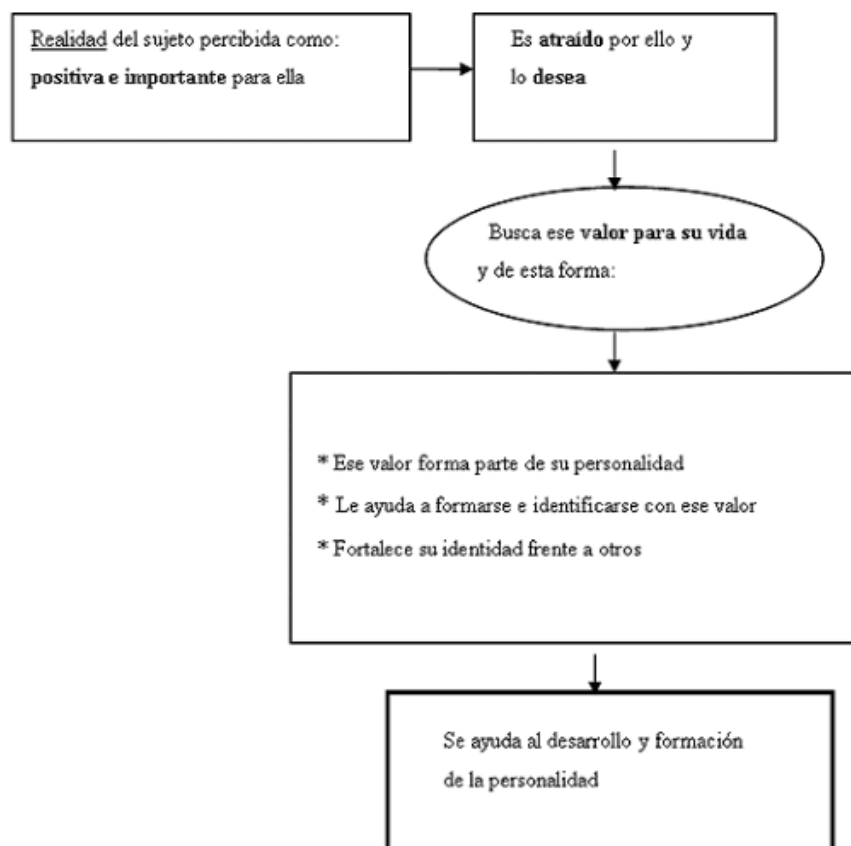 Realidad del sujeto percibida como:
positiva e importante para ella
Es atraído por ello y
lo desea
Busca ese valor para su vida
y de esta forma:
* Ese valor forma parte de su personalidad
* Le ayuda a formarse e identificarse con ese valor
* Fortalece su identidad frente a otros
Se ayuda al desarrollo y formación
de la personalidad